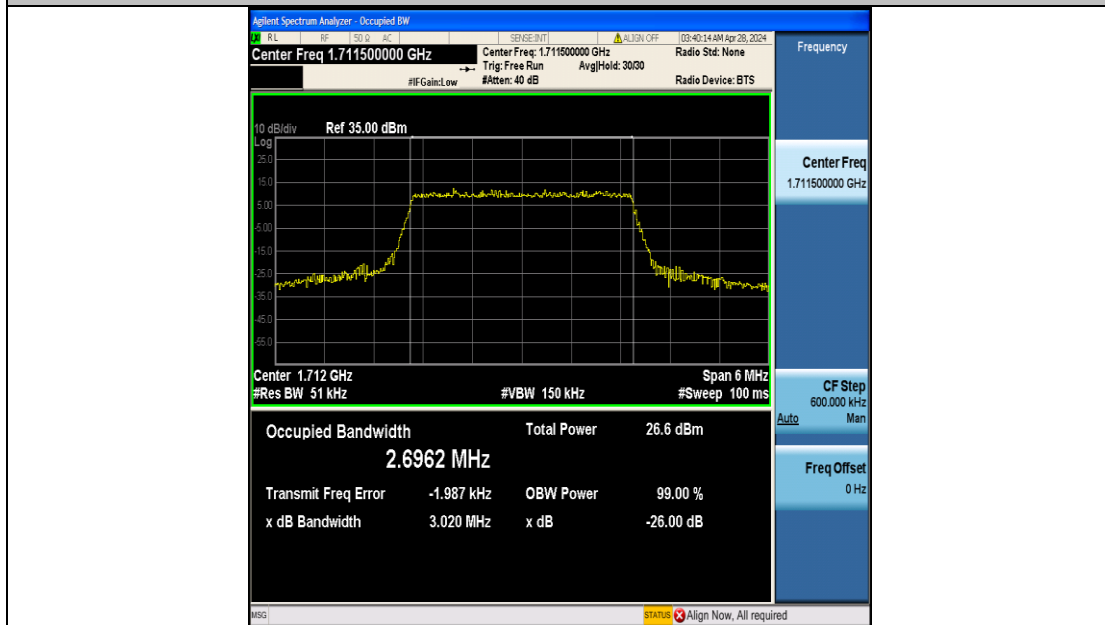 Agilent Spectrum Analyzer - Occupied BW
RL RF 50 Ω AC SENSE:INT ALIGN OFF 03:40:14 AM Apr 28, 2024
Center Freq 1.711500000 GHz
Center Freq: 1.711500000 GHz
Radio Std: None
Trig: Free Run Avg|Hold: 30/30
#IFGain:Low #Atten: 40 dB Radio Device: BTS
Frequency
10 dB/div Ref 35.00 dBm
Log
25.0
15.0
5.00
-5.00
-15.0
-25.0
-35.0
-45.0
-55.0
Center 1.712 GHz Span 6 MHz
#Res BW 51 kHz #VBW 150 kHz #Sweep 100 ms
Center Freq
1.711500000 GHz
CF Step
600.000 kHz
Auto Man
Freq Offset
0 Hz
Occupied Bandwidth Total Power 26.6 dBm
2.6962 MHz
Transmit Freq Error -1.987 kHz OBW Power 99.00 %
x dB Bandwidth 3.020 MHz x dB -26.00 dB
MSG STATUS Align Now, All required